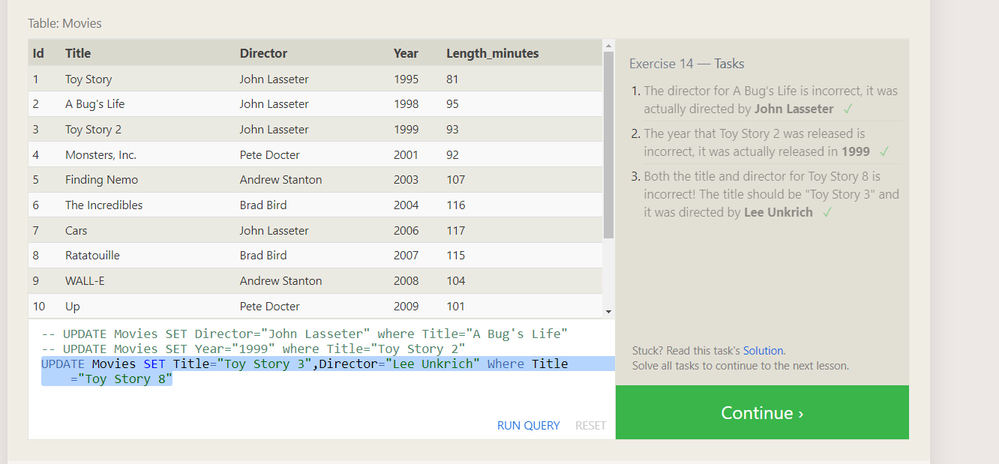 Table: Movies
Id Title Director Year Length_minutes
1 Toy Story John Lasseter 1995 81
2 A Bug's Life John Lasseter 1998 95
3 Toy Story 2 John Lasseter 1999 93
4 Monsters, Inc. Pete Docter 2001 92
5 Finding Nemo Andrew Stanton 2003 107
6 The Incredibles Brad Bird 2004 116
7 Cars John Lasseter 2006 117
8 Ratatouille Brad Bird 2007 115
9 WALL-E Andrew Stanton 2008 104
10 Up Pete Docter 2009 101
-- UPDATE Movies SET Director="John Lasseter" where Title="A Bug's Life"
-- UPDATE Movies SET Year="1999" where Title="Toy Story 2"
UPDATE Movies SET Title="Toy Story 3",Director="Lee Unkrich" Where Title
="Toy Story 8"
RUN QUERY RESET
Exercise 14 — Tasks
1. The director for A Bug's Life is incorrect, it was
actually directed by John Lasseter ✓
2. The year that Toy Story 2 was released is
incorrect, it was actually released in 1999 ✓
3. Both the title and director for Toy Story 8 is
incorrect! The title should be "Toy Story 3" and
it was directed by Lee Unkrich ✓
Stuck? Read this task's Solution.
Solve all tasks to continue to the next lesson.
Continue ›